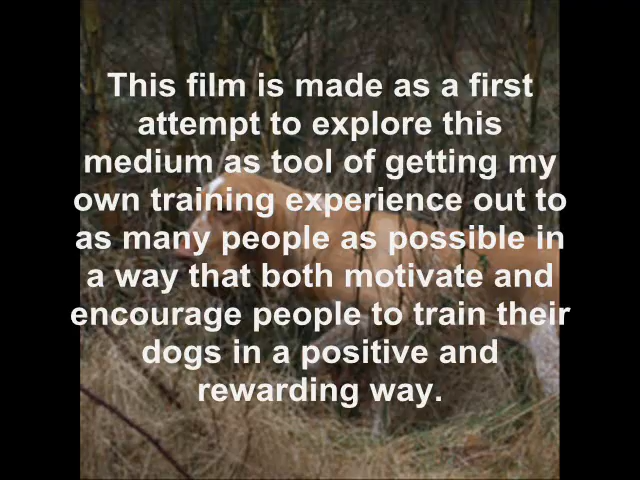 This film is made as a first
attempt to explore this
medium as tool of getting my
own training experience out to
as many people as possible in
a way that both motivate and
encourage people to train their
dogs in a positive and
rewarding way.